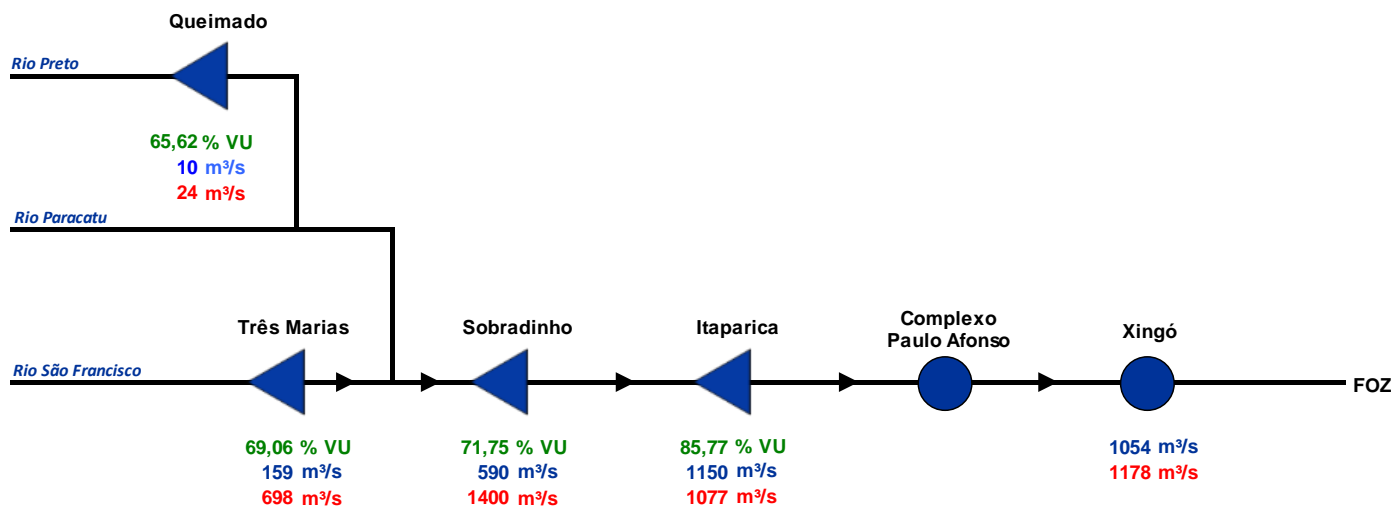 Queimado
Rio Preto
65,62 % VU
10 m³/s
24 m³/s
Rio Paracatu
Três Marias
Sobradinho
Itaparica
Complexo
Paulo Afonso
Xingó
Rio São Francisco
FOZ
69,06 % VU
159 m³/s
698 m³/s
71,75 % VU
590 m³/s
1400 m³/s
85,77 % VU
1150 m³/s
1077 m³/s
1054 m³/s
1178 m³/s